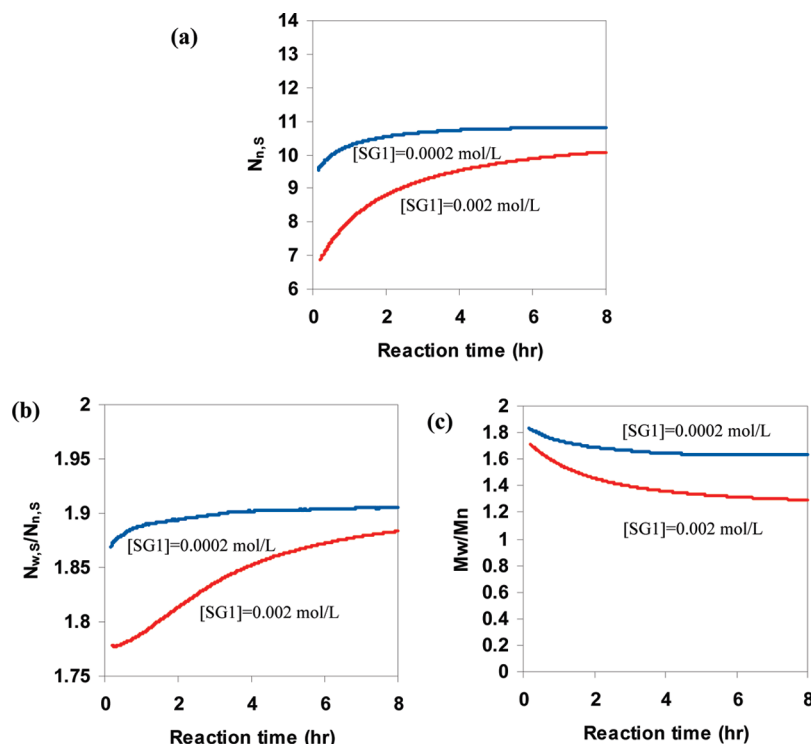 (a)
14
13
12
11
10
9
8
7
6
N_{n,S}
[SG1]=0.0002 mol/L
[SG1]=0.002 mol/L
0 2 4 6 8
Reaction time (hr)
(b)
2
1.95
1.9
1.85
1.8
1.75
N_{w,S}/N_{n,S}
[SG1]=0.0002 mol/L
[SG1]=0.002 mol/L
0 2 4 6 8
Reaction time (hr)
(c)
2
1.8
1.6
1.4
1.2
1
0.8
0.6
0.4
0.2
0
Mw/Mn
[SG1]=0.0002 mol/L
[SG1]=0.002 mol/L
0 2 4 6 8
Reaction time (hr)